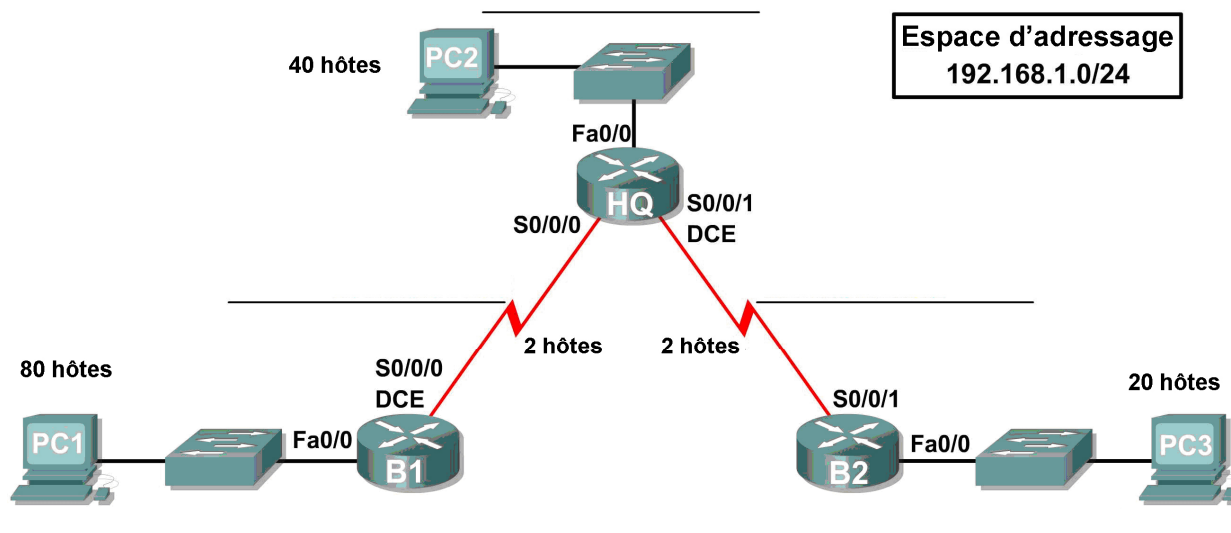 Espace d'adressage
192.168.1.0/24
PC2
40 hôtes
Fa0/0
HQ
S0/0/0
S0/0/1
DCE
2 hôtes
2 hôtes
80 hôtes
S0/0/0
DCE
PC1
Fa0/0
B1
20 hôtes
S0/0/1
Fa0/0
B2
PC3